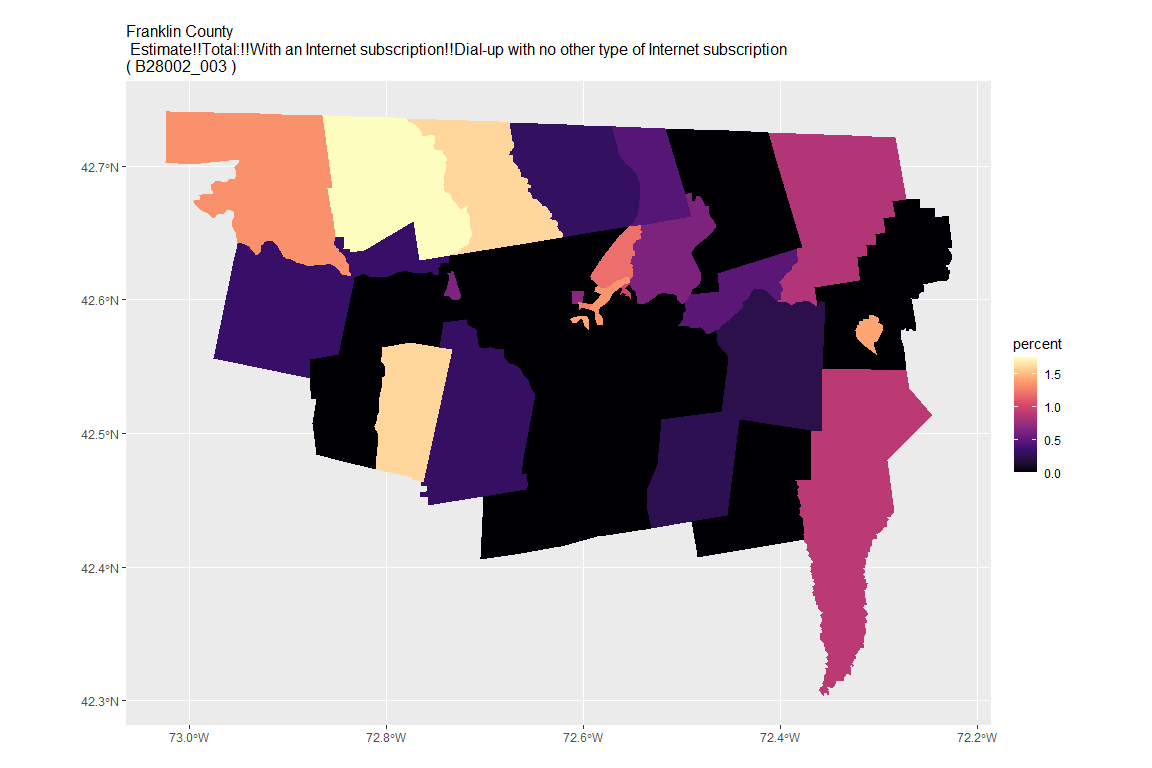 Franklin County
Estimate!!Total:!!With an Internet subscription!!Dial-up with no other type of Internet subscription
( B28002_003 )
42.7°N
42.6°N
42.5°N
42.4°N
42.3°N
73.0°W
72.8°W
72.6°W
72.4°W
72.2°W
percent
1.5
1.0
0.5
0.0